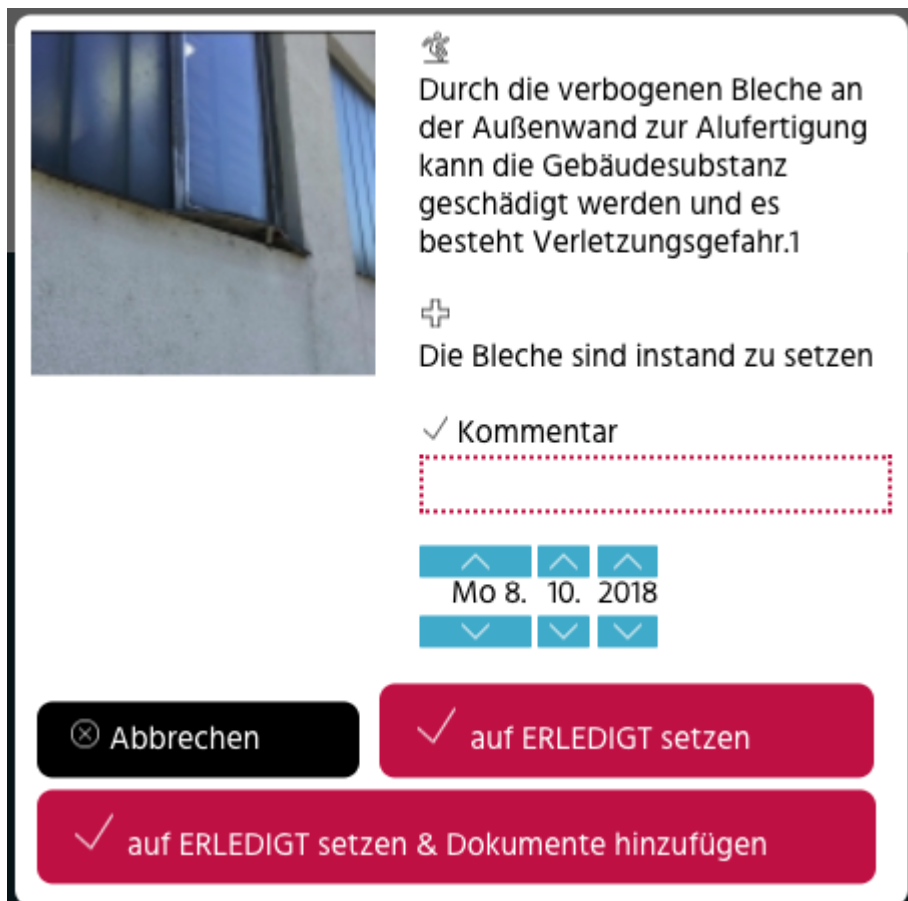 Durch die verbogenen Bleche an
der Außenwand zur Alufertigung
kann die Gebäudesubstanz
geschädigt werden und es
besteht Verletzungsgefahr.1
Die Bleche sind instand zu setzen
Kommentar
Mo 8. 10. 2018
Abbrechen
auf ERLEDIGT setzen
auf ERLEDIGT setzen & Dokumente hinzufügen